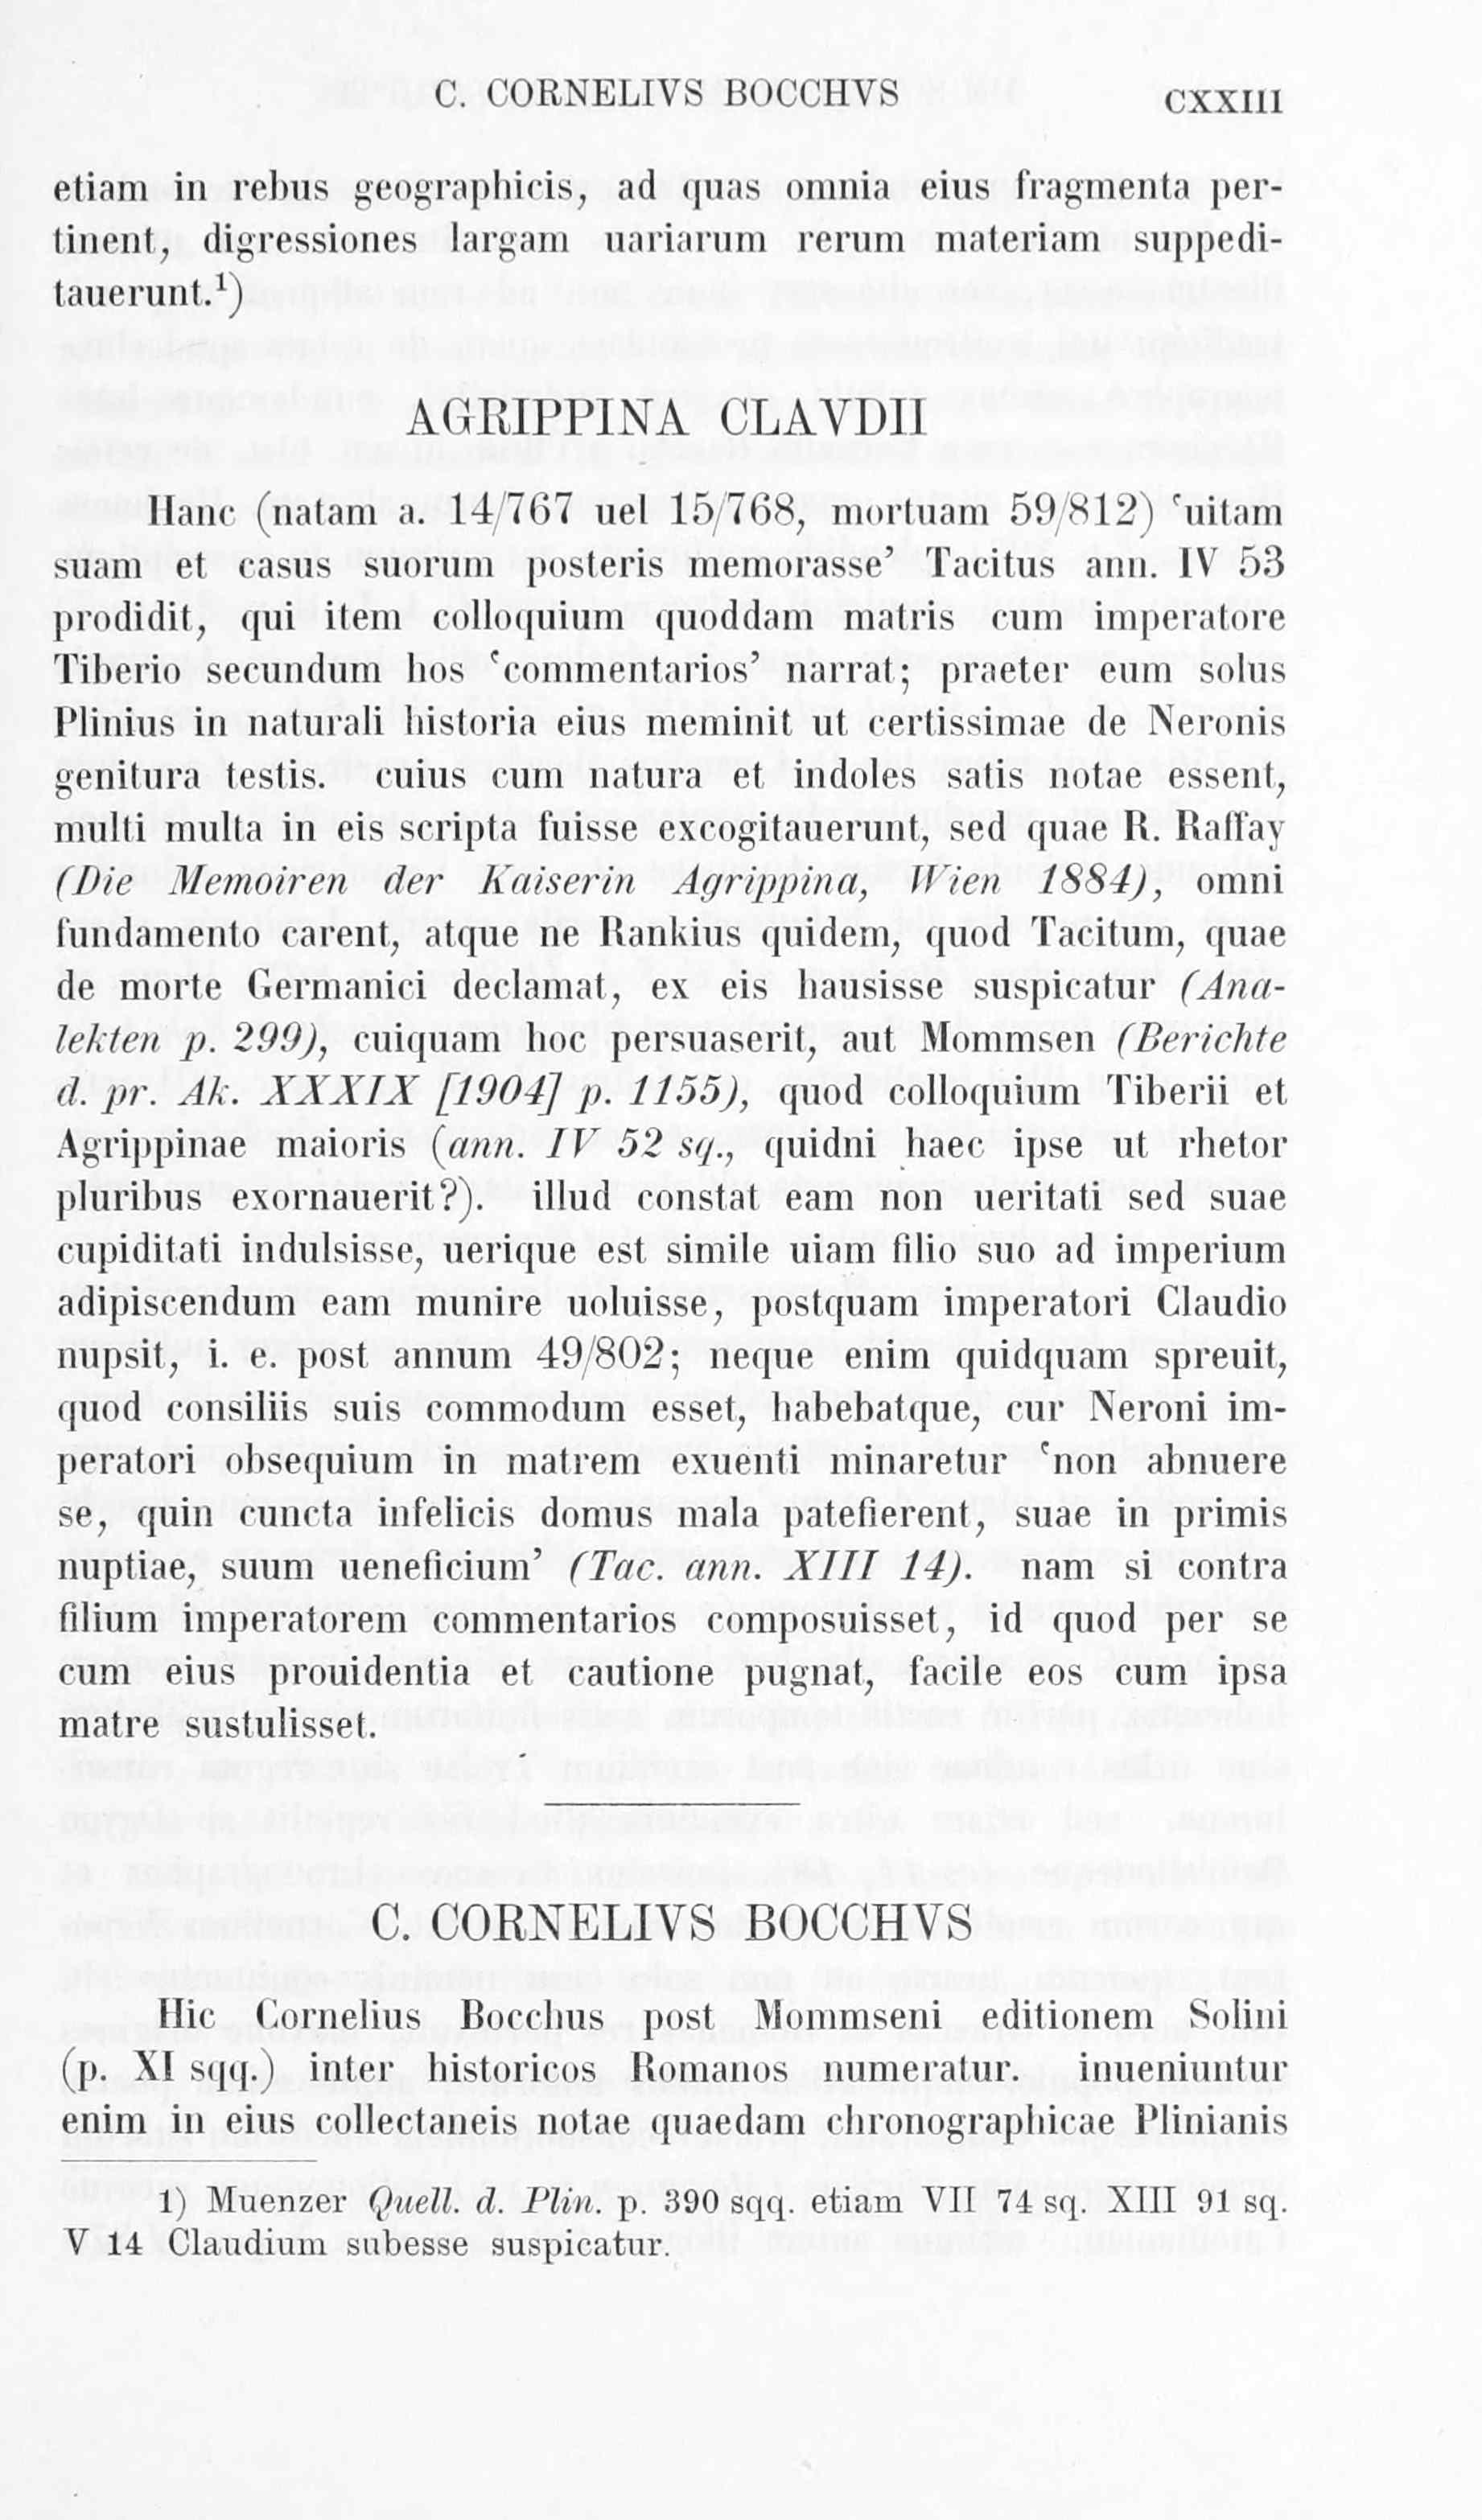 C. CORNELIVS BOCCHVS CXXIII
etiam in rebus geographicis, ad quas omnia eius fragmenta per-
tinent, digressiones largam uariarum rerum materiam suppedi-
tauerunt.¹)
AGRIPPINA CLAVDII
Hanc (natam a. 14/767 uel 15/768, mortuam 59/812) ‘uitam
suam et casus suorum posteris memorasse’ Tacitus ann. IV 53
prodidit, qui item colloquium quoddam matris cum imperatore
Tiberio secundum hos ‘commentarios’ narrat; praeter eum solus
Plinius in naturali historia eius meminit ut certissimae de Neronis
genitura testis. cuius cum natura et indoles satis notae essent,
multi multa in eis scripta fuisse excogitauerunt, sed quae R. Raffay
(Die Memoiren der Kaiserin Agrippina, Wien 1884), omni
fundamento carent, atque ne Rankius quidem, quod Tacitum, quae
de morte Germanici declamat, ex eis hausisse suspicatur (Ana-
lekten p. 299), cuiquam hoc persuaserit, aut Mommsen (Berichte
d. pr. Ak. XXXIX [1904] p. 1155), quod colloquium Tiberii et
Agrippinae maioris (ann. IV 52 sq., quidni haec ipse ut rhetor
pluribus exornauerit?). illud constat eam non ueritati sed suae
cupiditati indulsisse, uerique est simile uiam filio suo ad imperium
adipiscendum eam munire uoluisse, postquam imperatori Claudio
nupsit, i. e. post annum 49/802; neque enim quidquam spreuit,
quod consiliis suis commodum esset, habebatque, cur Neroni im-
peratori obsequium in matrem exuenti minaretur ‘non abnuere
se, quin cuncta infelicis domus mala patefierent, suae in primis
nuptiae, suum ueneficium’ (Tac. ann. XIII 14). nam si contra
filium imperatorem commentarios composuisset, id quod per se
cum eius prouidentia et cautione pugnat, facile eos cum ipsa
matre sustulisset.
C. CORNELIVS BOCCHVS
Hic Cornelius Bocchus post Mommseni editionem Solini
(p. XI sqq.) inter historicos Romanos numeratur. inueniuntur
enim in eius collectaneis notae quaedam chronographicae Plinianis
1) Muenzer Quell. d. Plin. p. 390 sqq. etiam VII 74 sq. XIII 91 sq.
V 14 Claudium subesse suspicatur.